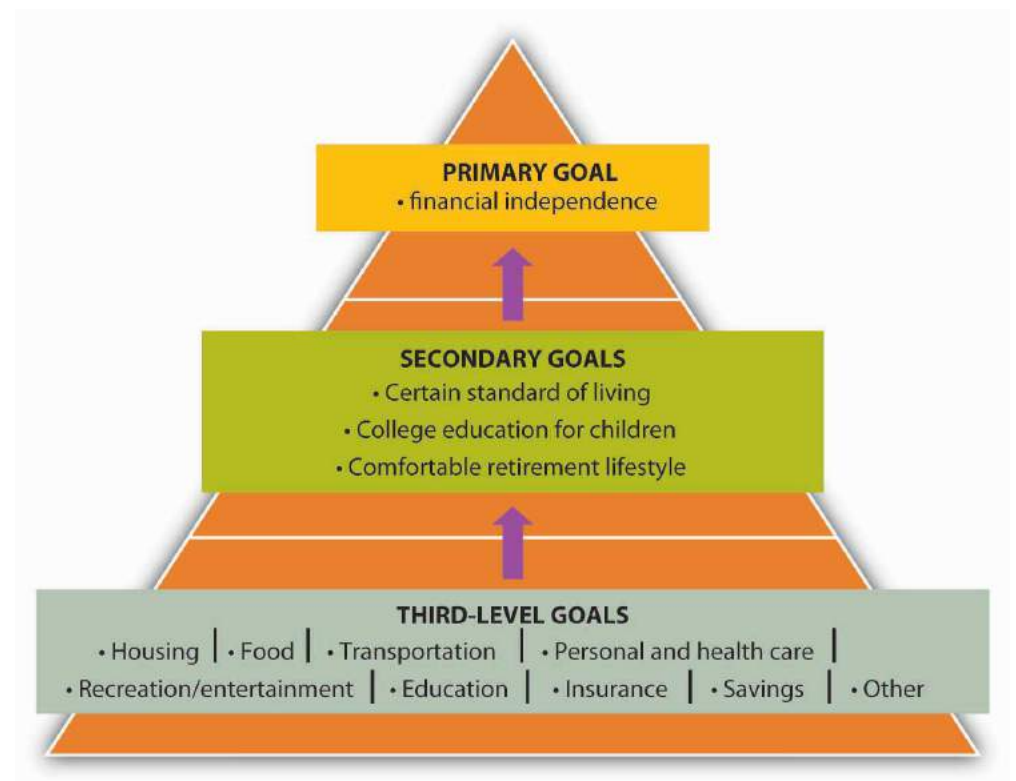 PRIMARY GOAL
• financial independence
SECONDARY GOALS
• Certain standard of living
• College education for children
• Comfortable retirement lifestyle
THIRD-LEVEL GOALS
• Housing | • Food | • Transportation | • Personal and health care |
• Recreation/entertainment | • Education | • Insurance | • Savings | • Other